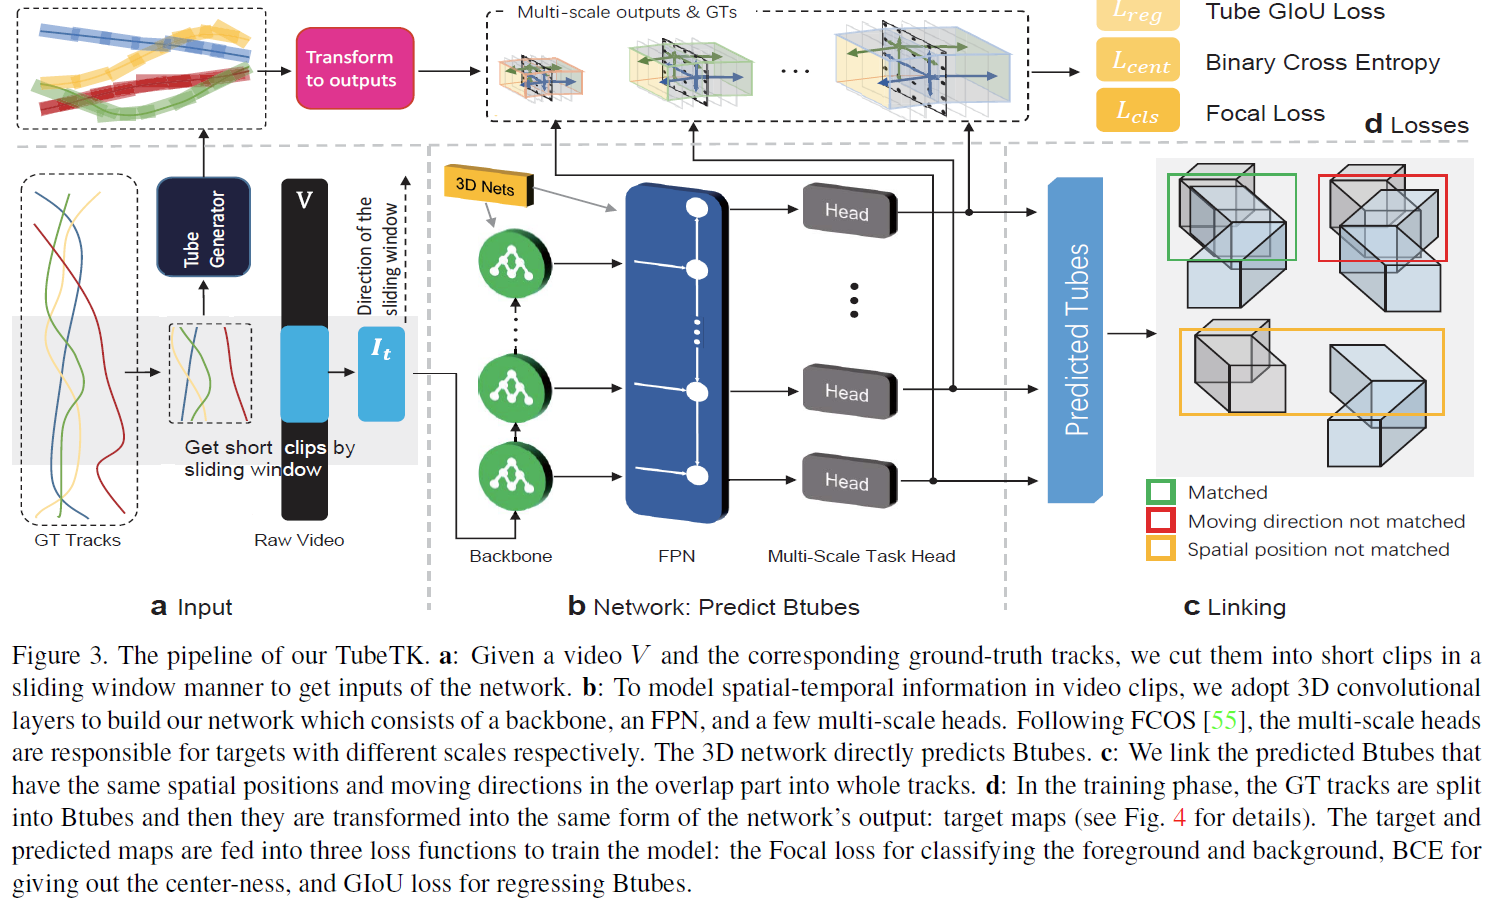 Multi-scale outputs & GTs
Transform
to outputs
...
L_reg Tube GIoU Loss
L_cent Binary Cross Entropy
L_cls Focal Loss
d Losses
Tube
Generator
V
Direction of the
sliding window
I_t
Get short clips by
sliding window
GT Tracks
Raw Video
a Input
3D Nets
Head
Head
Head
Backbone
FPN
Multi-Scale Task Head
b Network: Predict Btubes
Predicted Tubes
Matched
Moving direction not matched
Spatial position not matched
c Linking
Figure 3. The pipeline of our TubeTK. a: Given a video V and the corresponding ground-truth tracks, we cut them into short clips in a
sliding window manner to get inputs of the network. b: To model spatial-temporal information in video clips, we adopt 3D convolutional
layers to build our network which consists of a backbone, an FPN, and a few multi-scale heads. Following FCOS [55], the multi-scale heads
are responsible for targets with different scales respectively. The 3D network directly predicts Btubes. c: We link the predicted Btubes that
have the same spatial positions and moving directions in the overlap part into whole tracks. d: In the training phase, the GT tracks are split
into Btubes and then they are transformed into the same form of the network's output: target maps (see Fig. 4 for details). The target and
predicted maps are fed into three loss functions to train the model: the Focal loss for classifying the foreground and background, BCE for
giving out the center-ness, and GIoU loss for regressing Btubes.